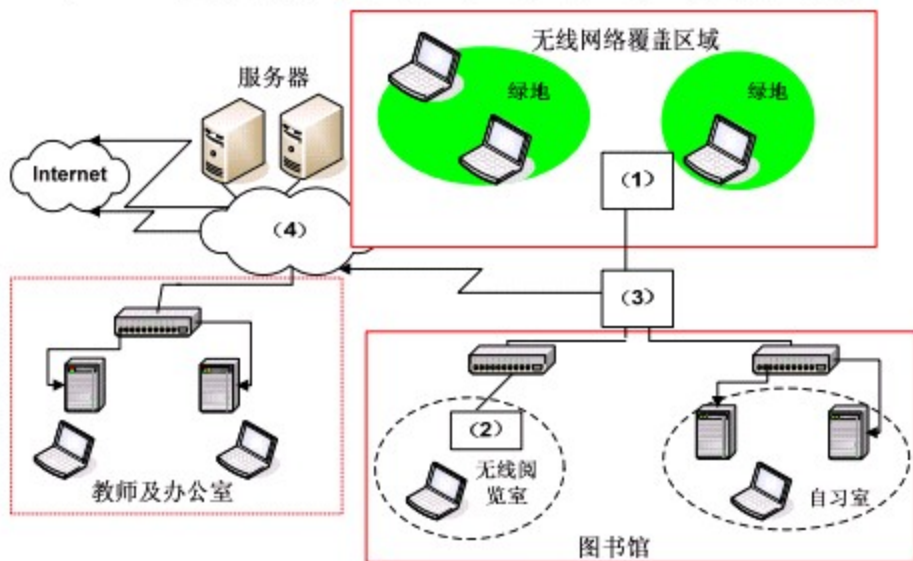 无线网络覆盖区域
服务器
绿地
绿地
Internet
(1)
(4)
(3)
(2)
无线阅
览室
自习室
教师及办公室
图书馆